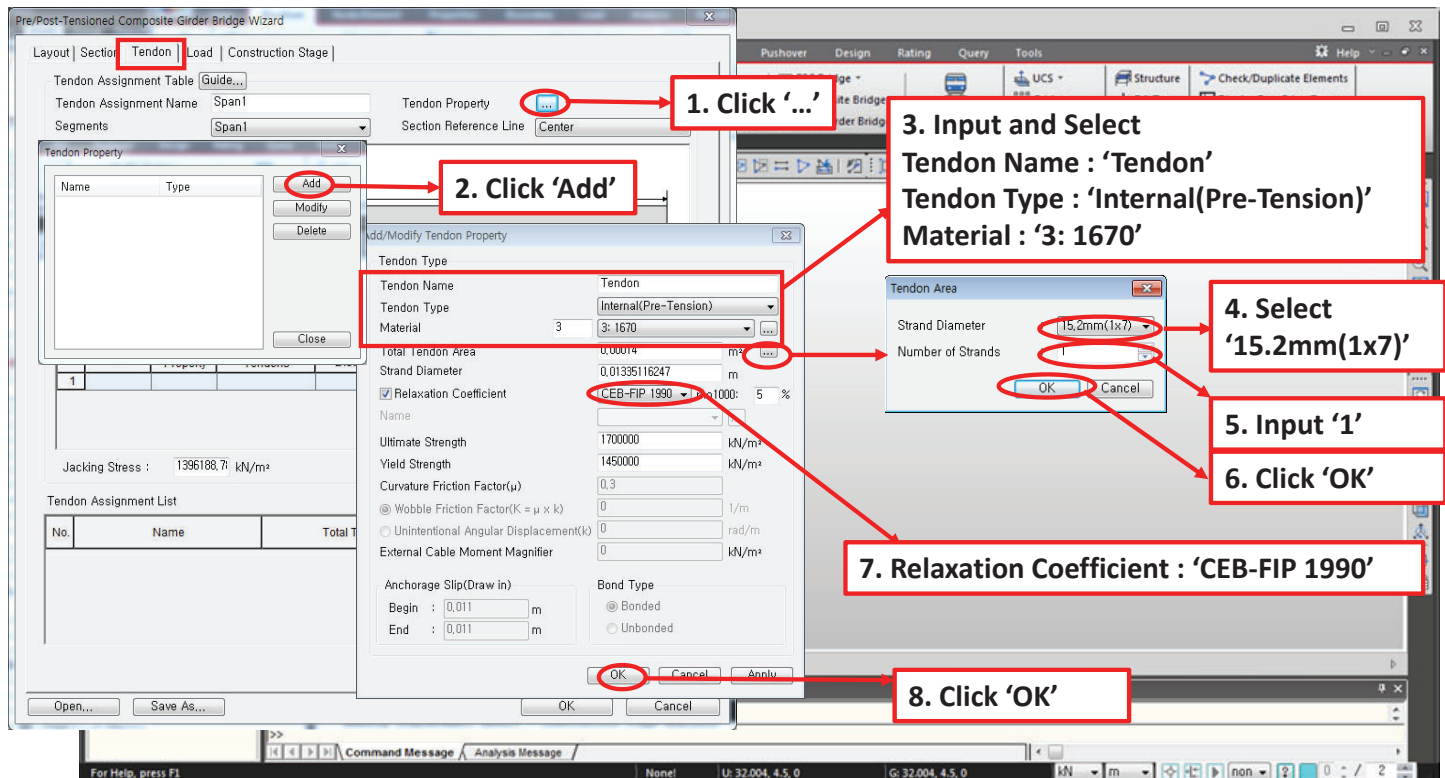 Pre/Post-Tensioned Composite Girder Bridge Wizard
Layout Section Tendon Load Construction Stage
Tendon Assignment Table Guide...
Tendon Assignment Name Span1
Tendon Property ...
Segments Span1
Section Reference Line Center
1. Click ‘…’
Tendon Property
Name Type
Add
Modify
Delete
Close
2. Click ‘Add’
Pushover Design Rating Query Tools
Help
UCS
Structure
Check/Duplicate Elements
3. Input and Select
Tendon Name : ‘Tendon’
Tendon Type : ‘Internal(Pre-Tension)’
Material : ‘3: 1670’
Add/Modify Tendon Property
Tendon Type
Tendon Name Tendon
Tendon Type Internal(Pre-Tension)
Material 3 3: 1670 ...
Total Tendon Area 0,00014 m² ...
Strand Diameter 0,01335116247 m
Relaxation Coefficient CEB-FIP 1990 5 %
Name
Ultimate Strength 1700000 kN/m²
Yield Strength 1450000 kN/m²
Curvature Friction Factor(μ) 0,3
Wobble Friction Factor(K = μ x k) 0 1/m
Unintentional Angular Displacement(k) 0 rad/m
External Cable Moment Magnifier 0 kN/m²
Anchorage Slip(Draw in)
Begin : 0,011 m
End : 0,011 m
Bond Type
Bonded
Unbonded
OK Cancel Apply
Tendon Area
Strand Diameter 15,2mm(1x7)
Number of Strands 1
OK Cancel
4. Select
‘15.2mm(1x7)’
5. Input ‘1’
6. Click ‘OK’
7. Relaxation Coefficient : ‘CEB-FIP 1990’
8. Click ‘OK’
1
Jacking Stress : 1396188,7 kN/m²
Tendon Assignment List
No. Name Total T
Open... Save As... OK Cancel
>>
Command Message Analysis Message
For Help, press F1 None! U: 32.004, 4.5, 0 G: 32.004, 4.5, 0 kN m non ? 0 : / 2